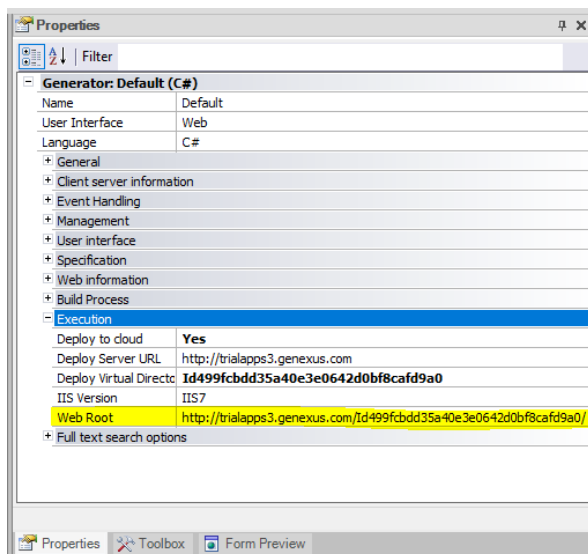 Properties
Filter
Generator: Default (C#)
Name Default
User Interface Web
Language C#
General
Client server information
Event Handling
Management
User interface
Specification
Web information
Build Process
Execution
Deploy to cloud Yes
Deploy Server URL http://trialapps3.genexus.com
Deploy Virtual Directo Id499fcbdd35a40e3e0642d0bf8cafd9a0
IIS Version IIS7
Web Root http://trialapps3.genexus.com/Id499fcbdd35a40e3e0642d0bf8cafd9a0/
Full text search options
Properties Toolbox Form Preview